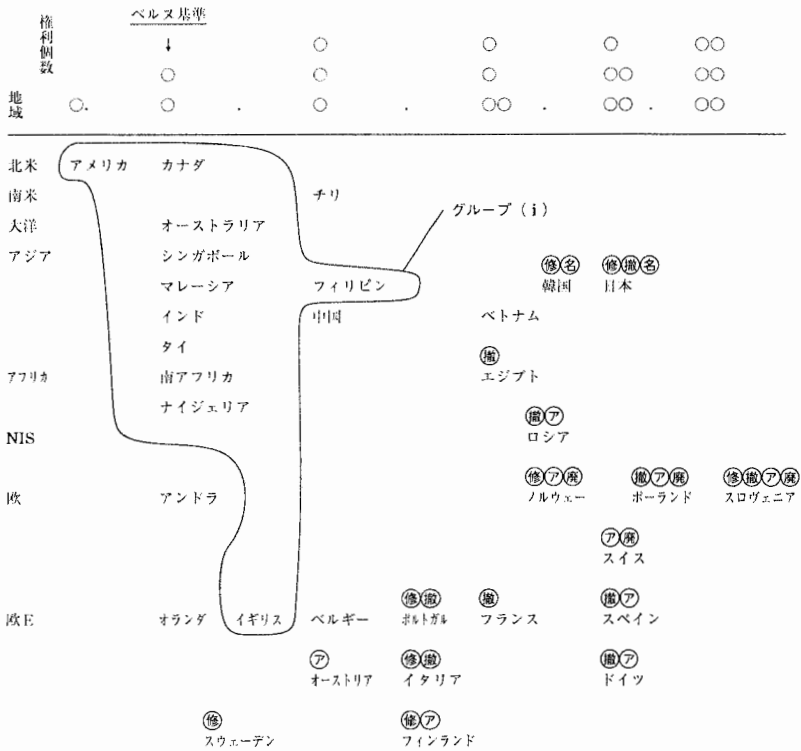 ベルヌ基準
権利個数
↓ ○ ○ ○ ○○
○ ○ ○ ○○ ○○
地域 ○. ○ . ○ . ○○ . ○○ . ○○
北米 アメリカ カナダ
南米 チリ
グループ（i）
大洋 オーストラリア
アジア シンガポール
修名 修撤名
マレーシア フィリピン 韓国 日本
インド 中国 ベトナム
タイ
撤
アフリカ 南アフリカ エジプト
ナイジェリア
撤ア
NIS ロシア
修ア廃 撤ア廃 修撤ア廃
欧 アンドラ ノルウェー ポーランド スロヴェニア
ア廃
スイス
修撤 撤 撤ア
欧E オランダ イギリス ベルギー ポルトガル フランス スペイン
ア 修撤 撤ア
オーストリア イタリア ドイツ
修 修ア
スウェーデン フィンランド